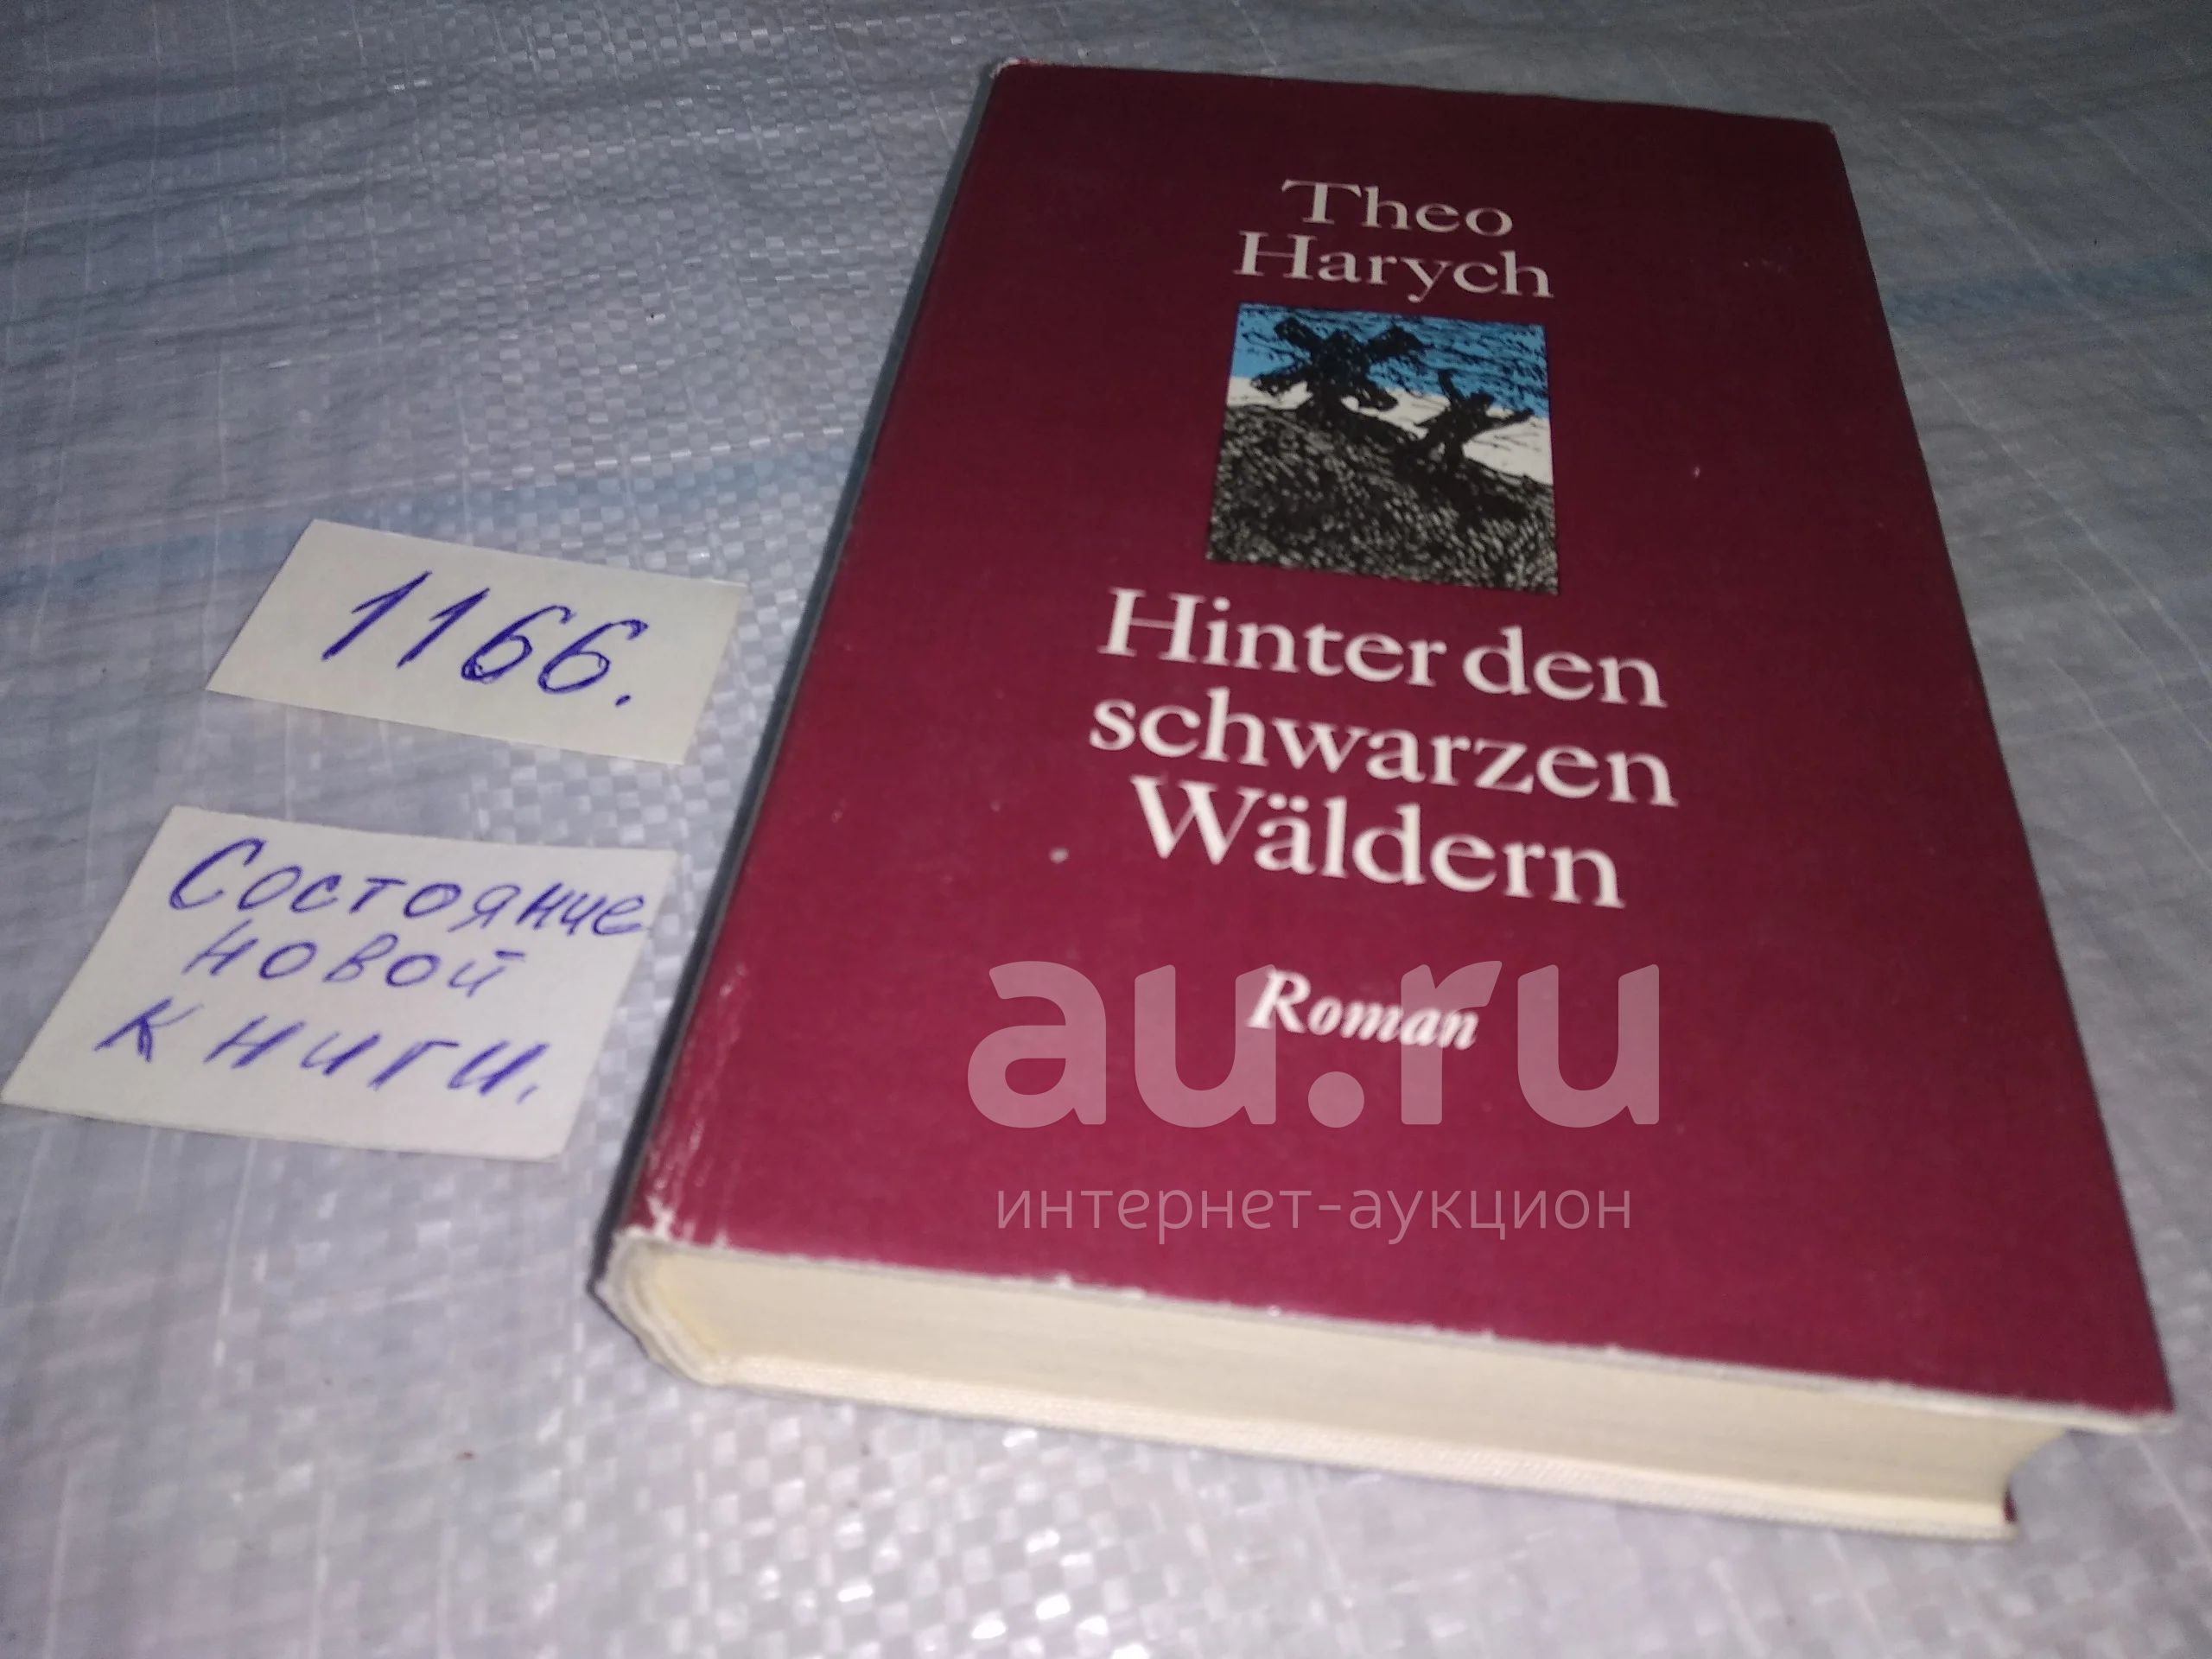 Theo
Harych
Hinter den
schwarzen
Wäldern
Roman
1166.
Состояние
новой
книги.
au.ru
интернет-аукцион